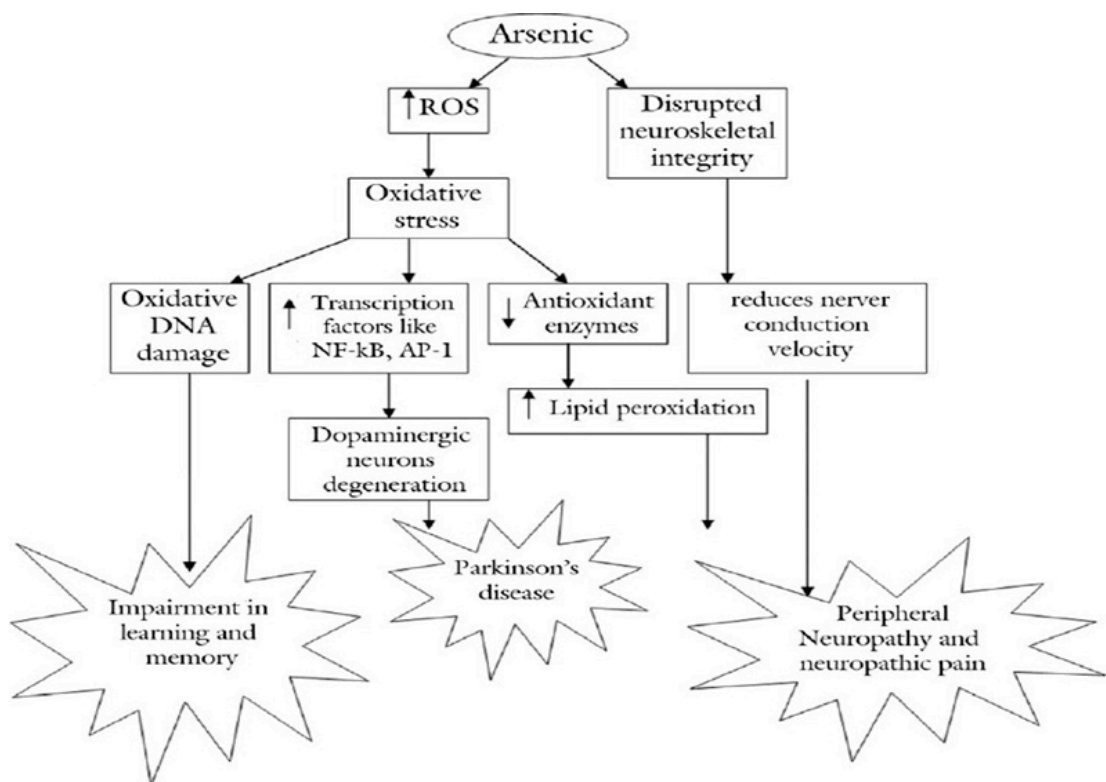 Arsenic
↑ROS
Disrupted
neuroskeletal
integrity
Oxidative
stress
Oxidative
DNA
damage
↑ Transcription
factors like
NF-kB, AP-1
↓ Antioxidant
enzymes
reduces nerver
conduction
velocity
↑ Lipid peroxidation
Dopaminergic
neurons
degeneration
Impairment in
learning and
memory
Parkinson's
disease
Peripheral
Neuropathy and
neuropathic pain